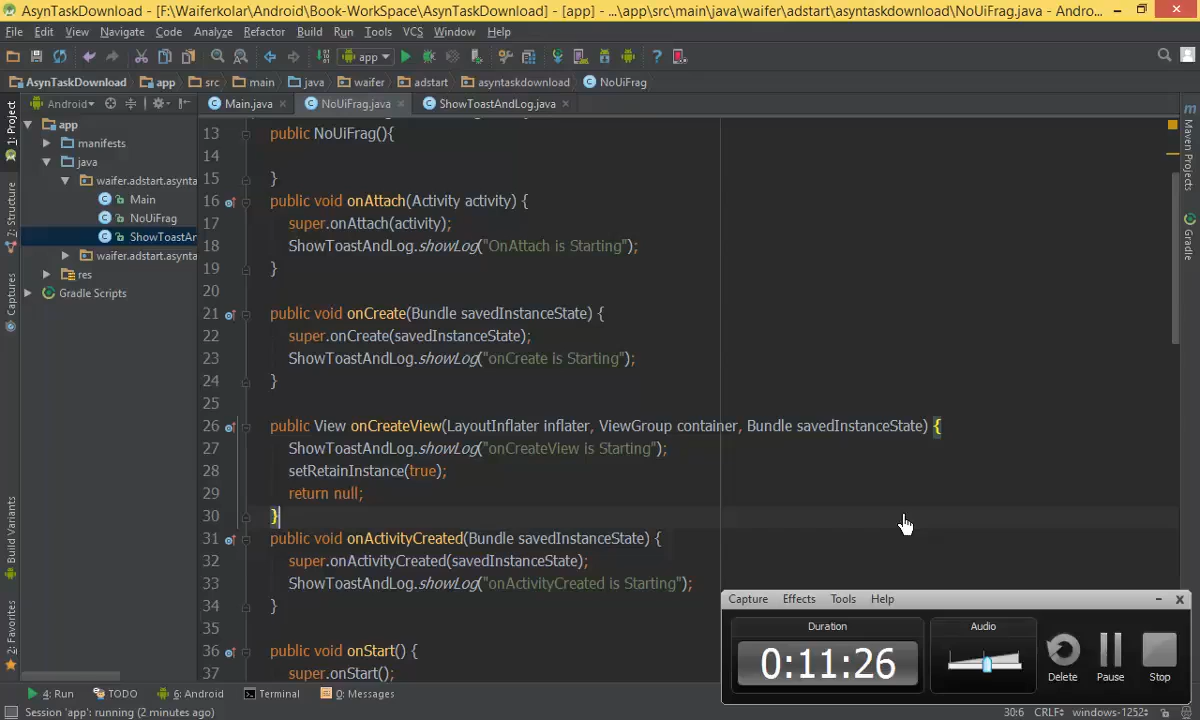 AsynTaskDownload] - [F:\Waiferkolar\Android\Book-WorkSpace\AsynTaskDownload] - [app] - ...\app\src\main\java\waifer\adstart\asyntaskdownload\NoUiFrag.java - Andro...
File Edit View Navigate Code Analyze Refactor Build Run Tools VCS Window Help
app
AsynTaskDownload app src main java waifer adstart asyntaskdownload NoUiFrag
Android Main.java NoUiFrag.java ShowToastAndLog.java
1: Project
7: Structure
Captures
Build Variants
2: Favorites
app
manifests
java
waifer.adstart.asynta
Main
NoUiFrag
ShowToastAr
waifer.adstart.asynta
res
Gradle Scripts
13 public NoUiFrag(){
14
15 }
16 public void onAttach(Activity activity) {
17 super.onAttach(activity);
18 ShowToastAndLog.showLog("OnAttach is Starting");
19 }
20
21 public void onCreate(Bundle savedInstanceState) {
22 super.onCreate(savedInstanceState);
23 ShowToastAndLog.showLog("onCreate is Starting");
24 }
25
26 public View onCreateView(LayoutInflater inflater, ViewGroup container, Bundle savedInstanceState) {
27 ShowToastAndLog.showLog("onCreateView is Starting");
28 setRetainInstance(true);
29 return null;
30 }
31 public void onActivityCreated(Bundle savedInstanceState) {
32 super.onActivityCreated(savedInstanceState);
33 ShowToastAndLog.showLog("onActivityCreated is Starting");
34 }
35
36 public void onStart() {
37 super.onStart();
Maven Projects
Gradle
Capture Effects Tools Help
Duration
0:11:26
Audio
Delete Pause Stop
4: Run TODO 6: Android Terminal 0: Messages
Session 'app': running (2 minutes ago) 30:6 CRLF windows-1252